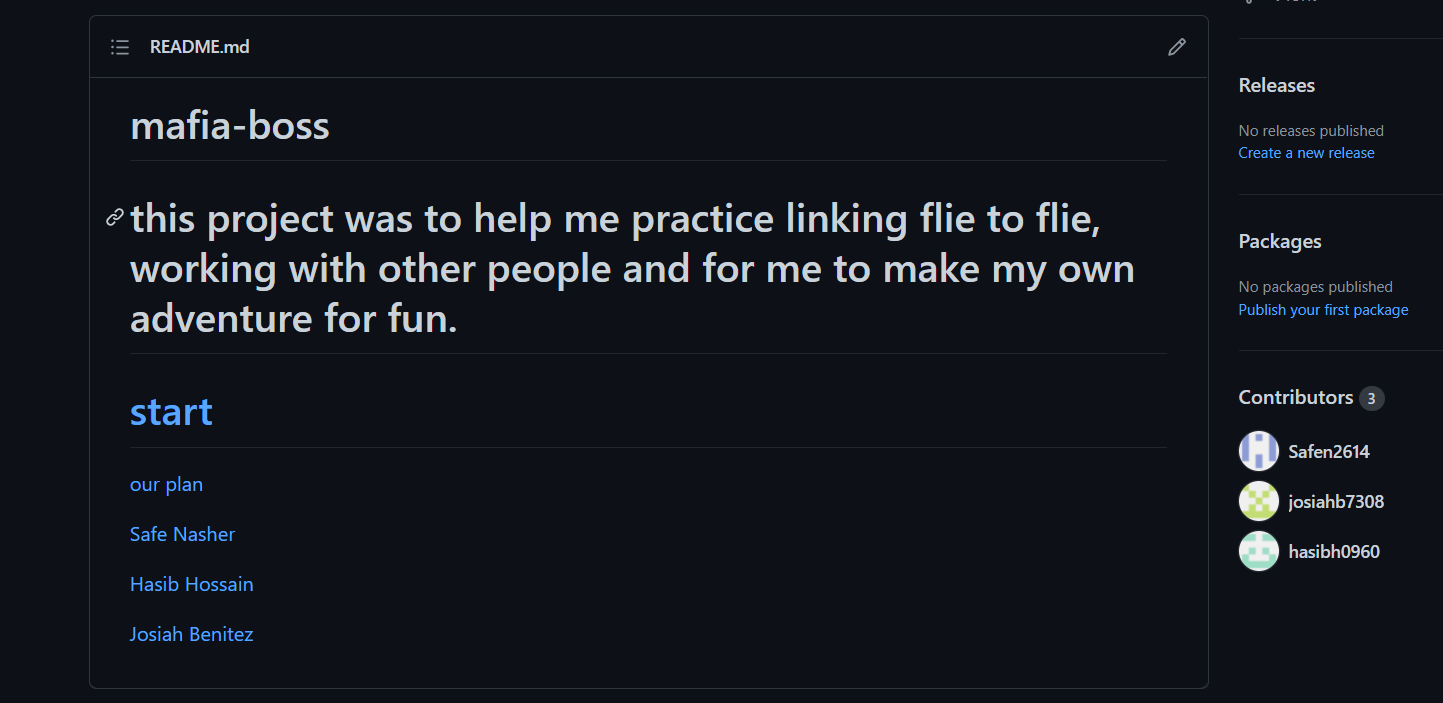 README.md
mafia-boss
this project was to help me practice linking flie to flie,
working with other people and for me to make my own
adventure for fun.
start
our plan
Safe Nasher
Hasib Hossain
Josiah Benitez
Releases
No releases published
Create a new release
Packages
No packages published
Publish your first package
Contributors 3
Safen2614
josiahb7308
hasibh0960